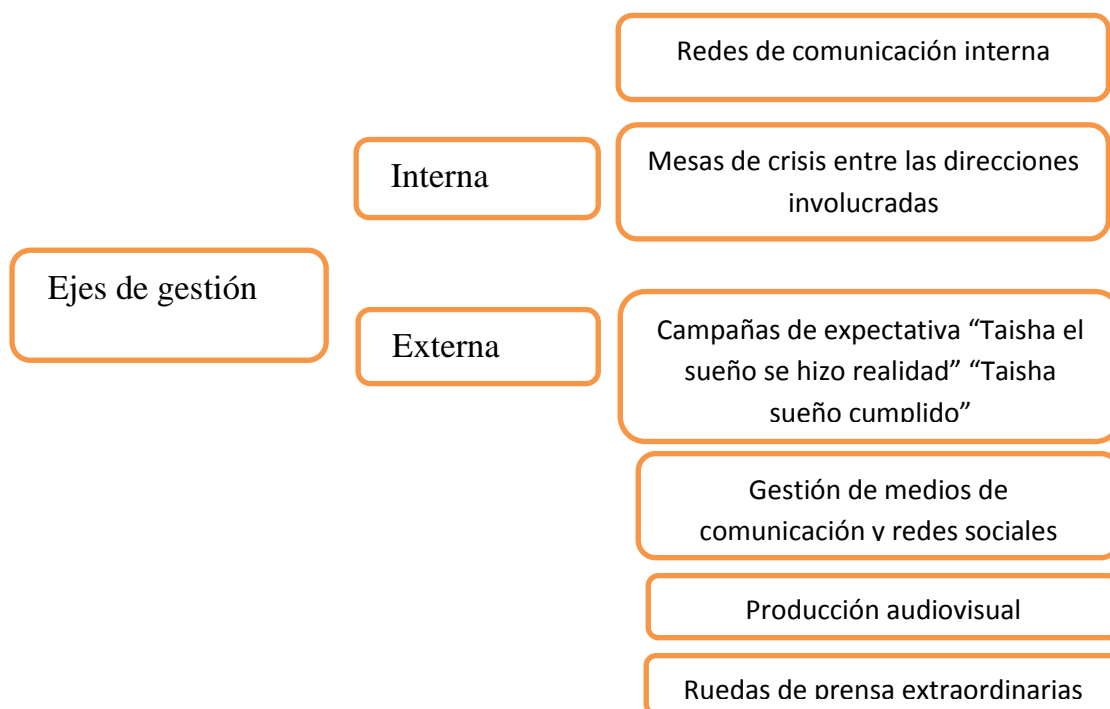 Redes de comunicación interna
Interna
Mesas de crisis entre las direcciones
involucradas
Ejes de gestión
Externa
Campañas de expectativa “Taisha el
sueño se hizo realidad” “Taisha
sueño cumplido”
Gestión de medios de
comunicación y redes sociales
Producción audiovisual
Ruedas de prensa extraordinarias